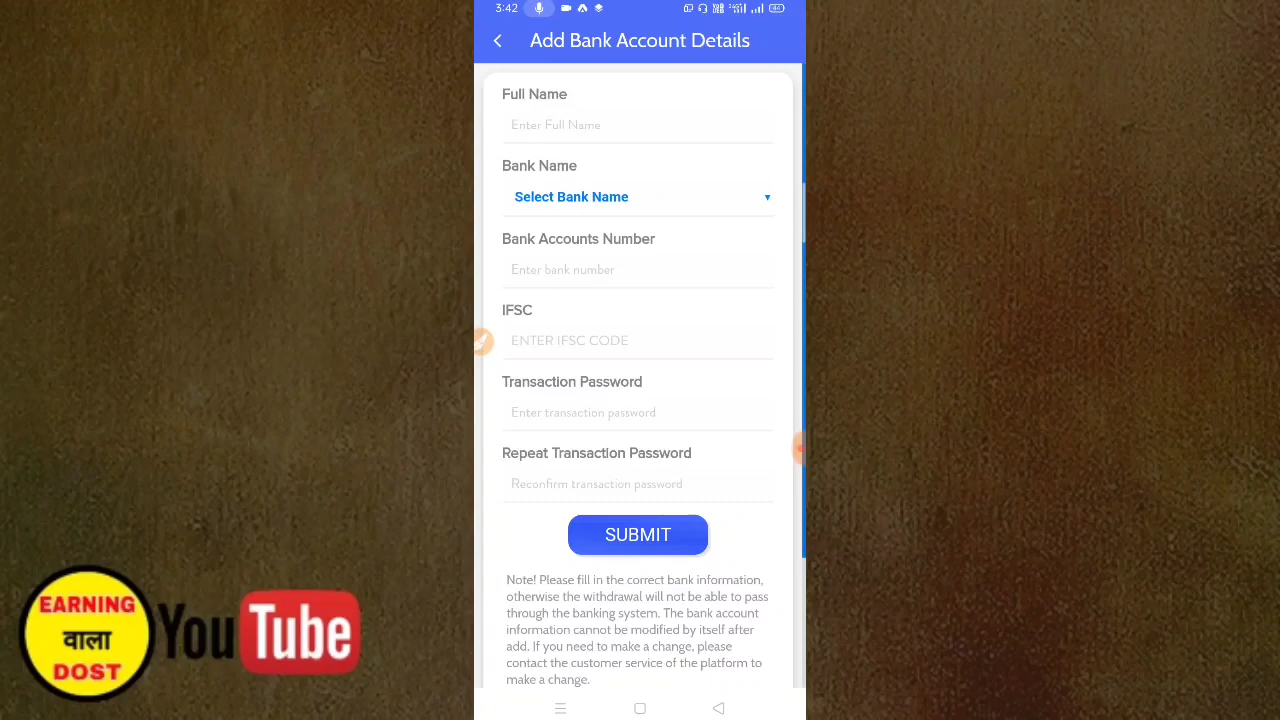 3:42
Add Bank Account Details
Full Name
Enter Full Name
Bank Name
Select Bank Name
Bank Accounts Number
Enter bank number
IFSC
ENTER IFSC CODE
Transaction Password
Enter transaction password
Repeat Transaction Password
Reconfirm transaction password
SUBMIT
Note! Please fill in the correct bank information,
otherwise the withdrawal will not be able to pass
through the banking system. The bank account
information cannot be modified by itself after
add. If you need to make a change, please
contact the customer service of the platform to
make a change.
EARNING
वाला
DOST
YouTube